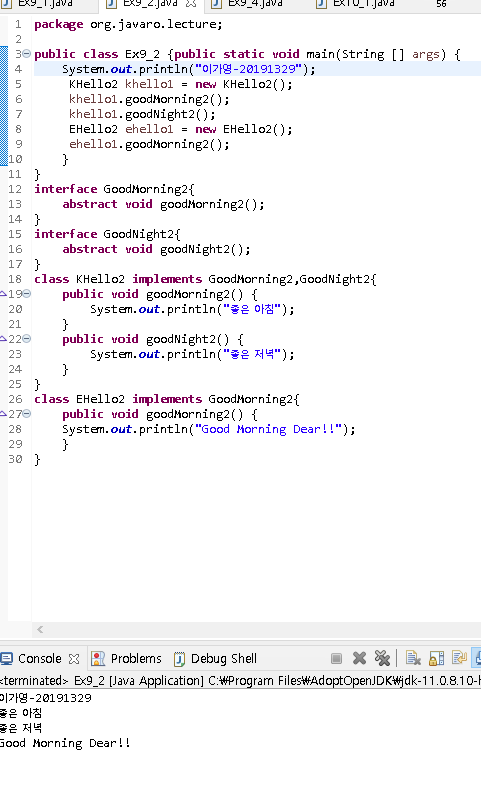 Ex9_1.java Ex9_2.java Ex9_4.java Ex10_1.java 56
1 package org.javaro.lecture;
2
3 public class Ex9_2 {public static void main(String [] args) {
4 System.out.println("이가영-20191329");
5 KHello2 khello1 = new KHello2();
6 khello1.goodMorning2();
7 khello1.goodNight2();
8 EHello2 ehello1 = new EHello2();
9 ehello1.goodMorning2();
10 }
11 }
12 interface GoodMorning2{
13 abstract void goodMorning2();
14 }
15 interface GoodNight2{
16 abstract void goodNight2();
17 }
18 class KHello2 implements GoodMorning2,GoodNight2{
19 public void goodMorning2() {
20 System.out.println("좋은 아침");
21 }
22 public void goodNight2() {
23 System.out.println("좋은 저녁");
24 }
25 }
26 class EHello2 implements GoodMorning2{
27 public void goodMorning2() {
28 System.out.println("Good Morning Dear!!");
29 }
30 }
Console Problems Debug Shell
<terminated> Ex9_2 [Java Application] C:₩Program Files₩AdoptOpenJDK₩jdk-11.0.8.10-h
이가영-20191329
좋은 아침
좋은 저녁
Good Morning Dear!!